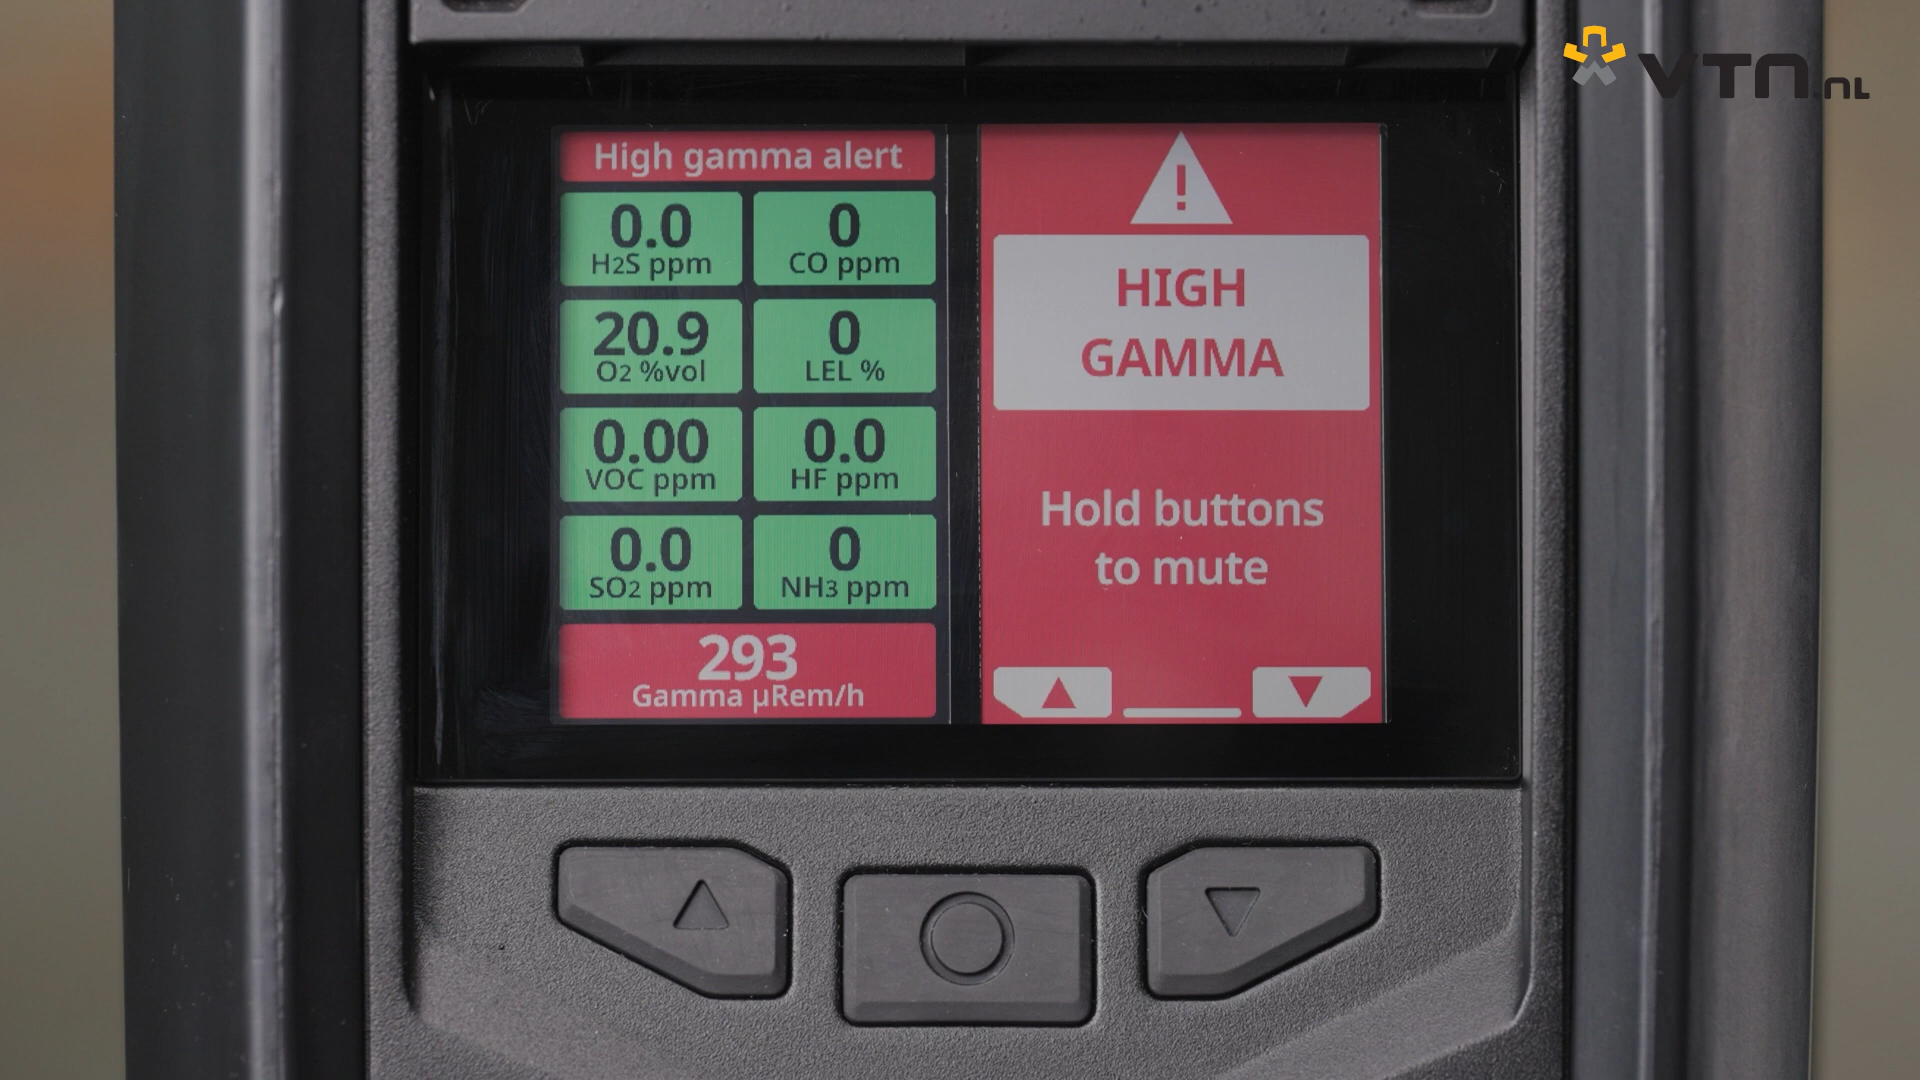 VTN.NL
High gamma alert
0.0
H2S ppm
0
CO ppm
20.9
O2 %vol
0
LEL %
0.00
VOC ppm
0.0
HF ppm
0.0
SO2 ppm
0
NH3 ppm
293
Gamma µRem/h
!
HIGH
GAMMA
Hold buttons
to mute